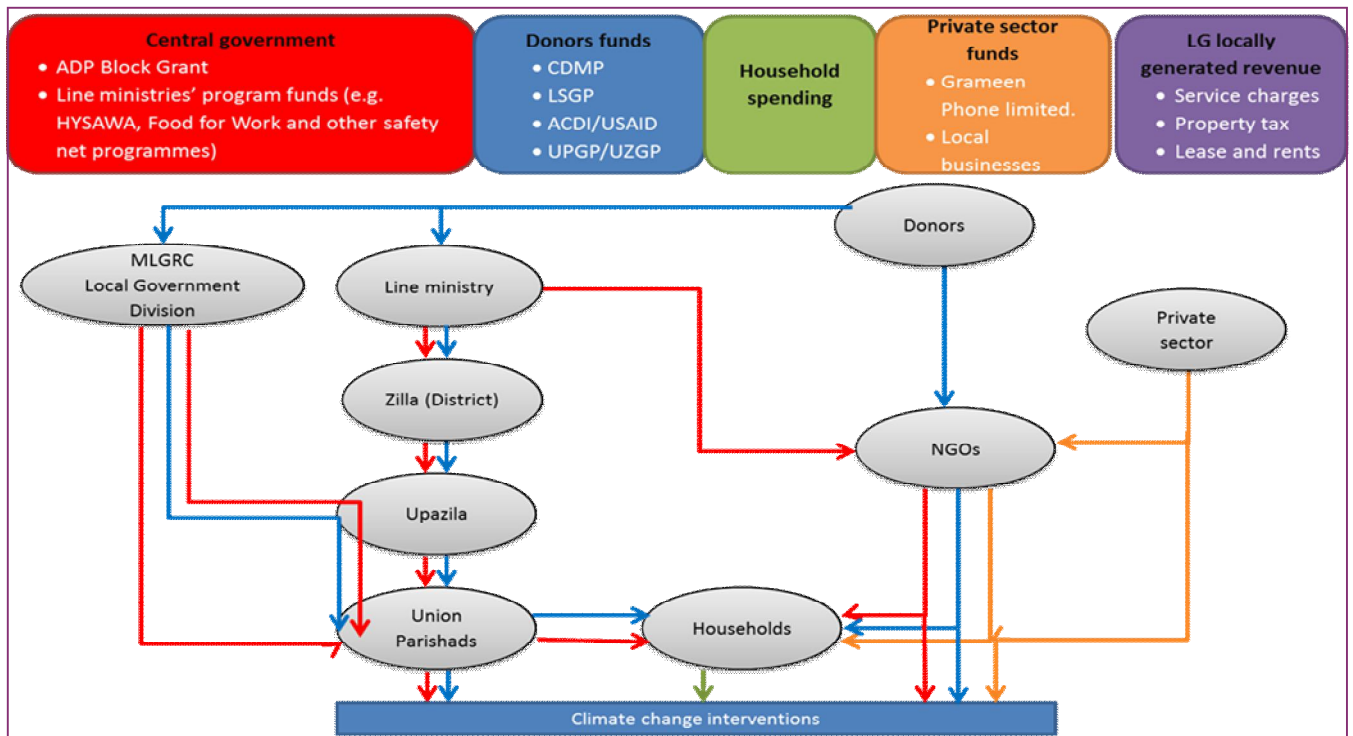 Central government
• ADP Block Grant
• Line ministries' program funds (e.g.
HYSAWA, Food for Work and other safety
net programmes)
Donors funds
• CDMP
• LSGP
• ACDI/USAID
• UPGP/UZGP
Household
spending
Private sector
funds
• Grameen
Phone limited.
• Local
businesses
LG locally
generated revenue
• Service charges
• Property tax
• Lease and rents
Donors
MLGRC
Local Government
Division
Line ministry
Private
sector
Zilla (District)
NGOs
Upazila
Union
Parishads
Households
Climate change interventions